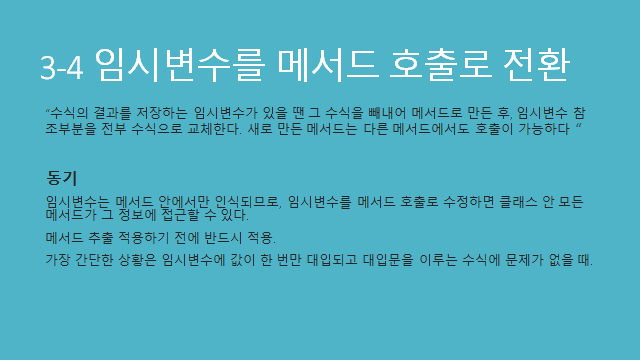 3-4 임시변수를 메서드 호출로 전환
“수식의 결과를 저장하는 임시변수가 있을 땐 그 수식을 빼내어 메서드로 만든 후, 임시변수 참
조부분을 전부 수식으로 교체한다. 새로 만든 메서드는 다른 메서드에서도 호출이 가능하다 “
동기
임시변수는 메서드 안에서만 인식되므로, 임시변수를 메서드 호출로 수정하면 클래스 안 모든
메서드가 그 정보에 접근할 수 있다.
메서드 추출 적용하기 전에 반드시 적용.
가장 간단한 상황은 임시변수에 값이 한 번만 대입되고 대입문을 이루는 수식에 문제가 없을 때.